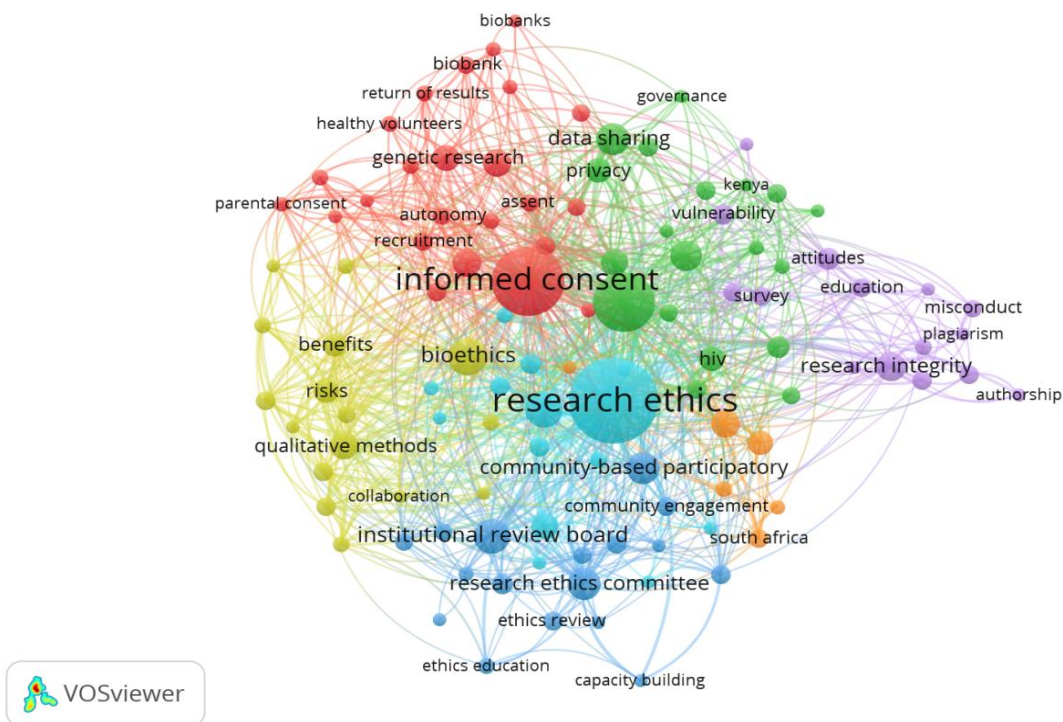 biobanks
biobank
return of results
governance
healthy volunteers
data sharing
genetic research
privacy
kenya
parental consent
assent
autonomy
vulnerability
recruitment
attitudes
informed consent
education
survey
misconduct
plagiarism
benefits
bioethics
hiv
research integrity
risks
research ethics
authorship
qualitative methods
community-based participatory
collaboration
community engagement
institutional review board
south africa
research ethics committee
ethics review
ethics education
capacity building
VOSviewer